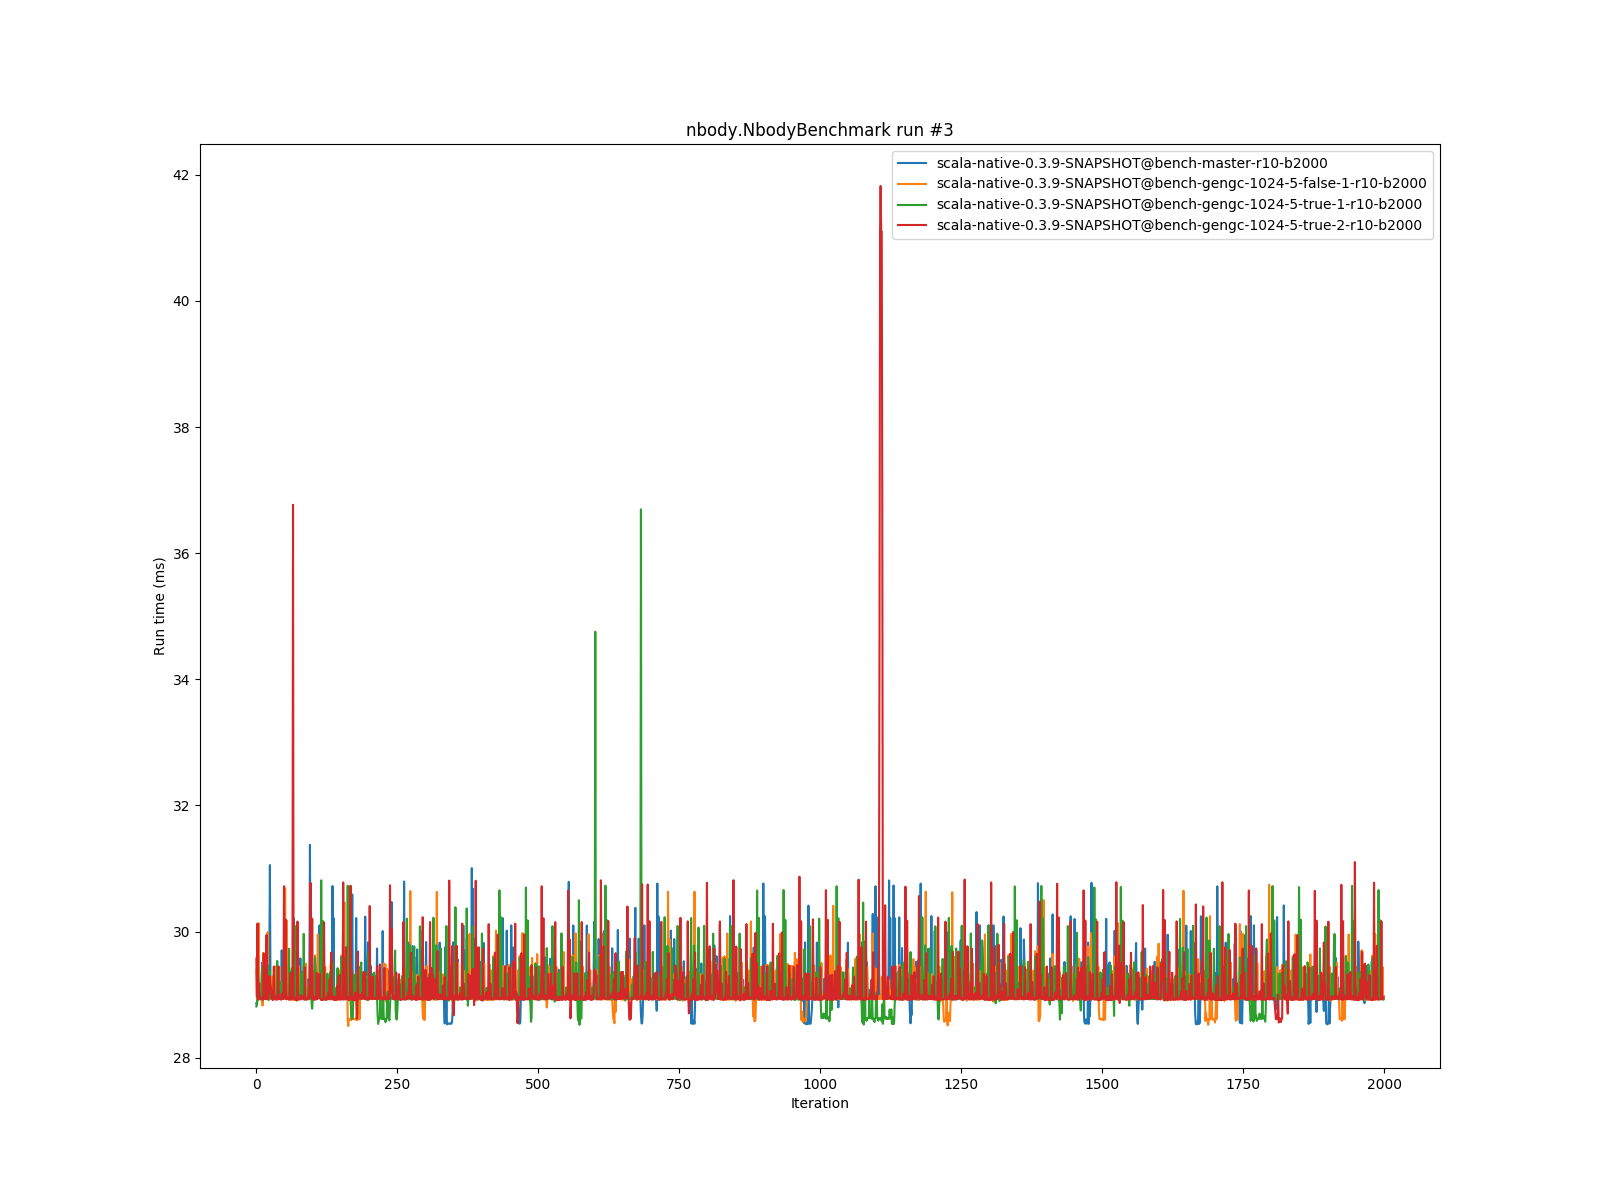 nbody.NbodyBenchmark run #3
scala-native-0.3.9-SNAPSHOT@bench-master-r10-b2000
scala-native-0.3.9-SNAPSHOT@bench-gengc-1024-5-false-1-r10-b2000
scala-native-0.3.9-SNAPSHOT@bench-gengc-1024-5-true-1-r10-b2000
scala-native-0.3.9-SNAPSHOT@bench-gengc-1024-5-true-2-r10-b2000
42
40
38
36
34
32
30
28
Run time (ms)
0 250 500 750 1000 1250 1500 1750 2000
Iteration